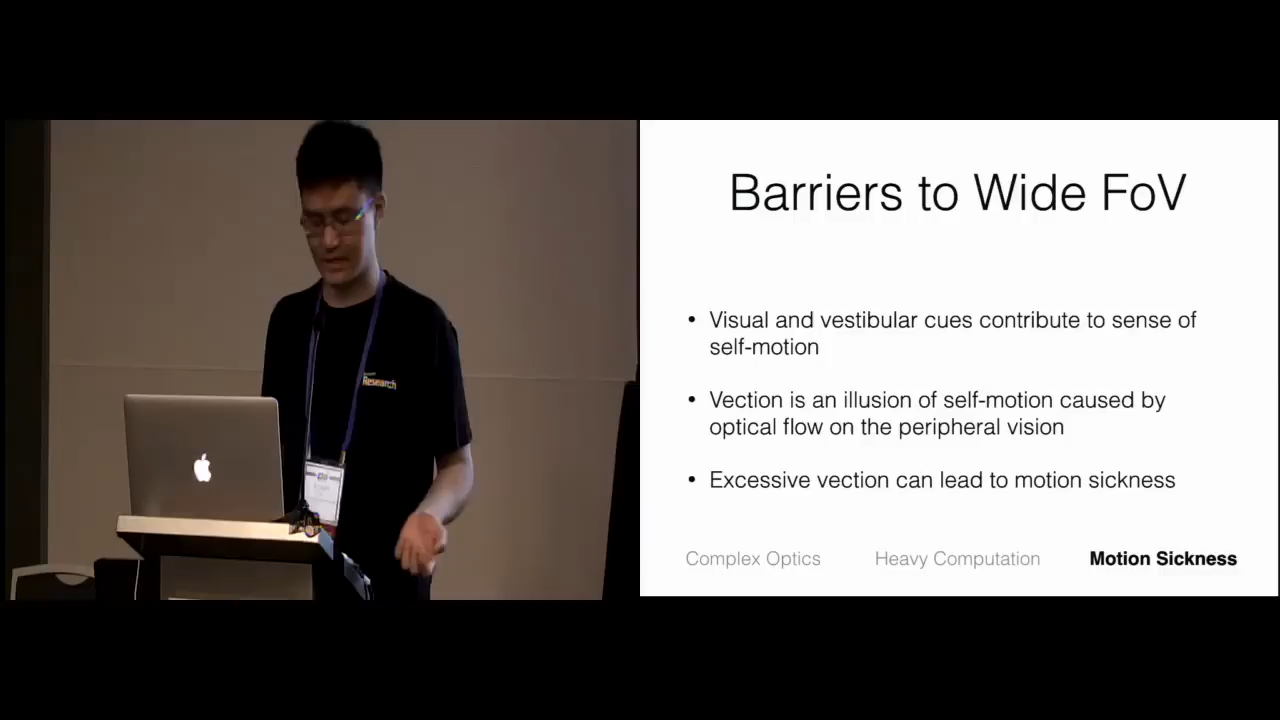 Research
Barriers to Wide FoV
• Visual and vestibular cues contribute to sense of
self-motion
• Vection is an illusion of self-motion caused by
optical flow on the peripheral vision
• Excessive vection can lead to motion sickness
Complex Optics Heavy Computation Motion Sickness